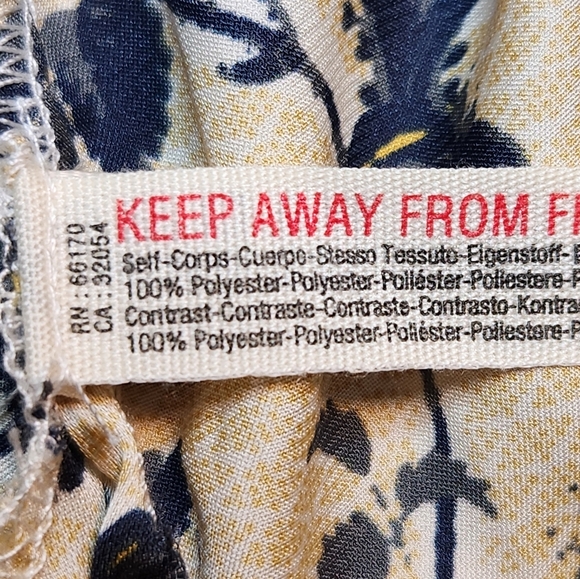 RN : 66170
CA : 32054
KEEP AWAY FROM
Self-Corps-Cuerpo-Stesso Tessuto-Eigenstoff-
100% Polyester-Polyester-Poliéster-Poliestere-
Contrast-Contraste-Contraste-Contrasto-Kontra
100% Polyester-Polyester-Poliéster-Poliestere-